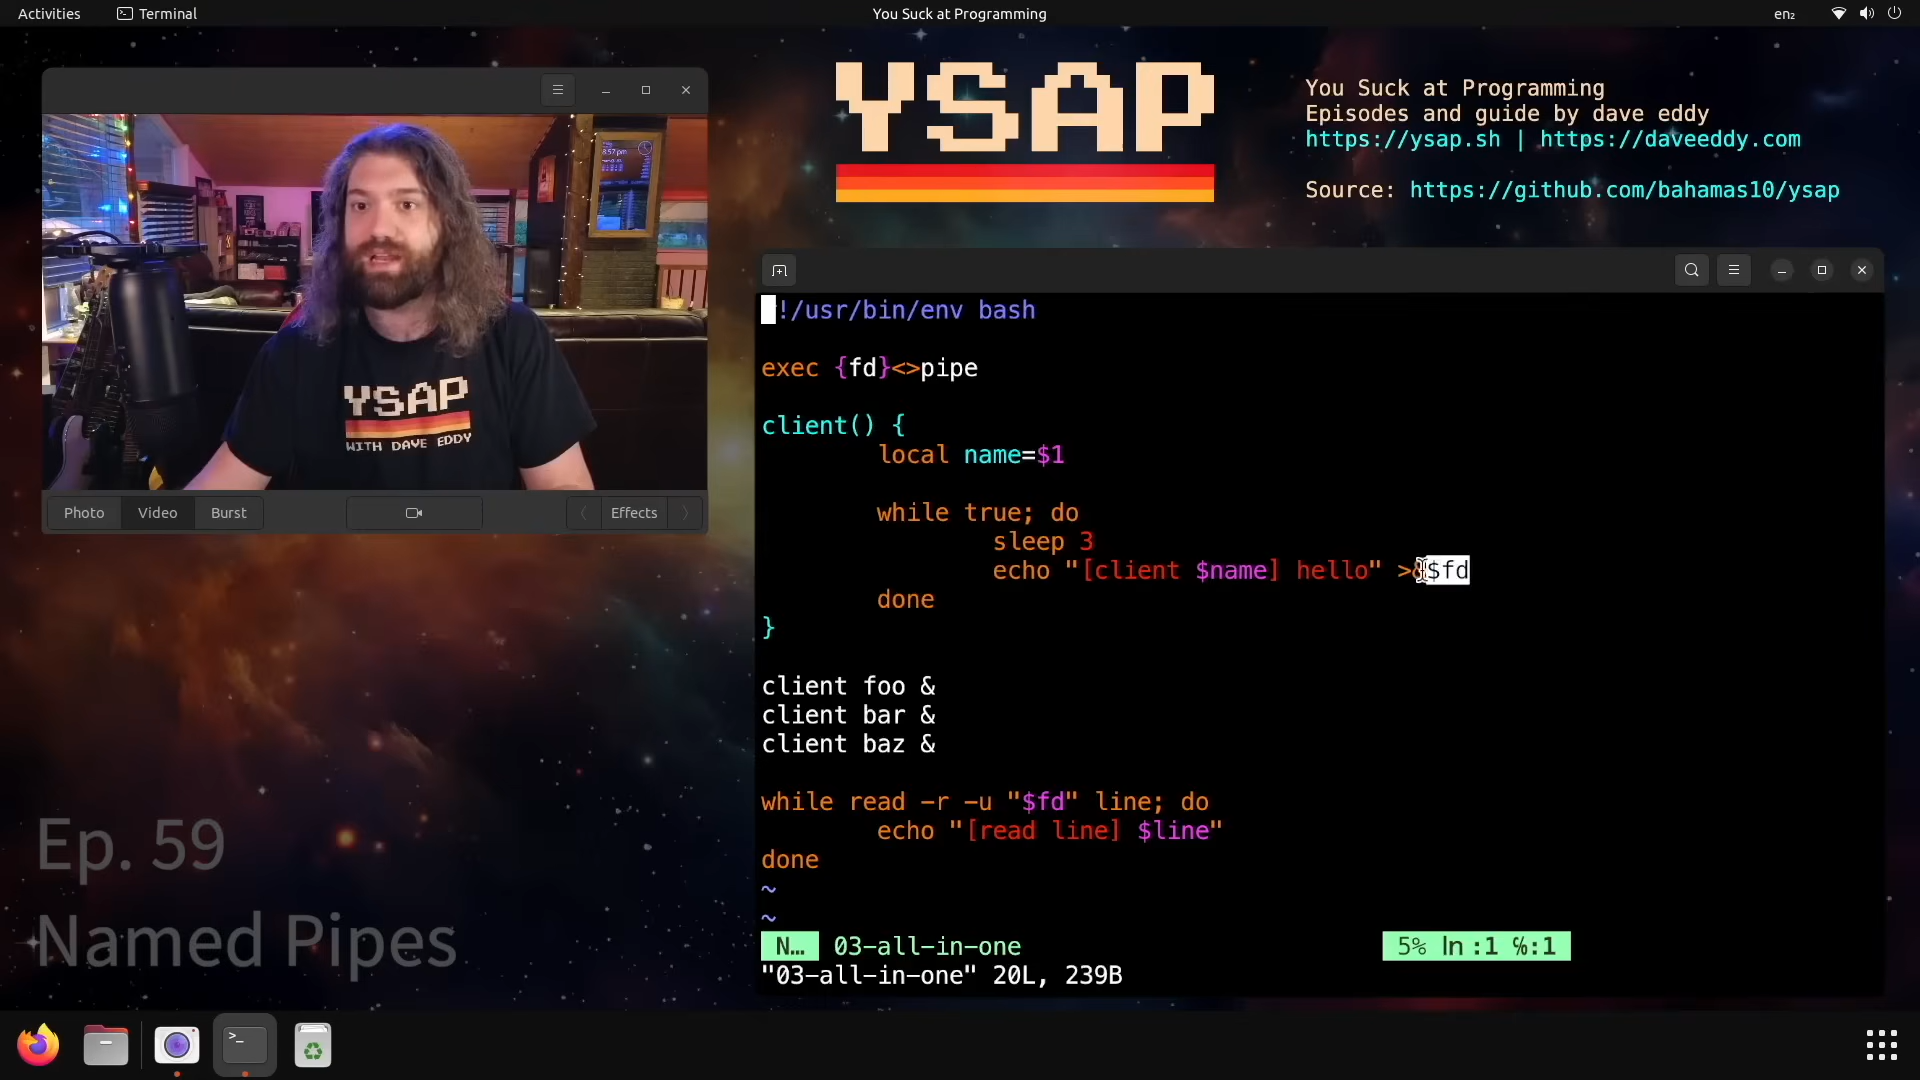 Activities
Terminal
You Suck at Programming
en₂
YSAP
You Suck at Programming
Episodes and guide by dave eddy
https://ysap.sh | https://daveeddy.com
Source: https://github.com/bahamas10/ysap
8:57 pm
YSAP
WITH DAVE EDDY
Photo
Video
Burst
Effects
!/usr/bin/env bash
exec {fd}<>pipe
client() {
local name=$1
while true; do
sleep 3
echo "[client $name] hello" >&$fd
done
}
client foo &
client bar &
client baz &
while read -r -u "$fd" line; do
echo "[read line] $line"
done
~
~
N… 03-all-in-one 5% ln :1 %:1
"03-all-in-one" 20L, 239B
Ep. 59
Named Pipes